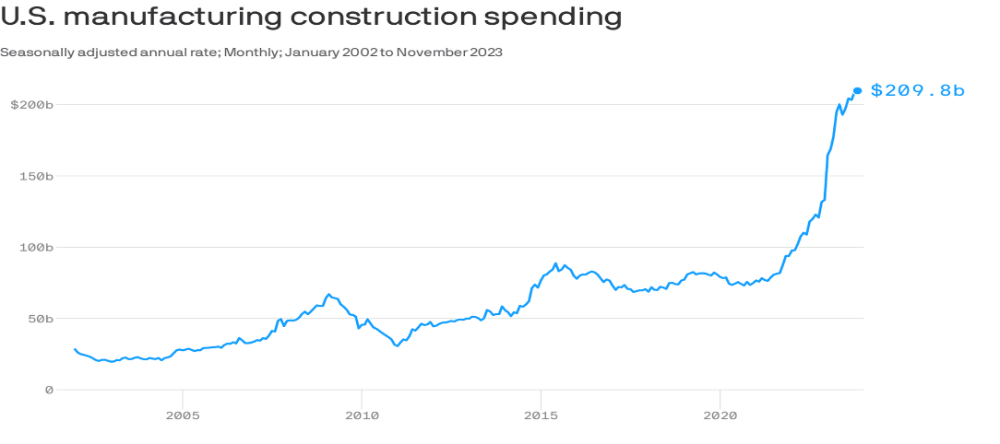 U.S. manufacturing construction spending
Seasonally adjusted annual rate; Monthly; January 2002 to November 2023
$209.8b
$200b
150b
100b
50b
0
2005 2010 2015 2020